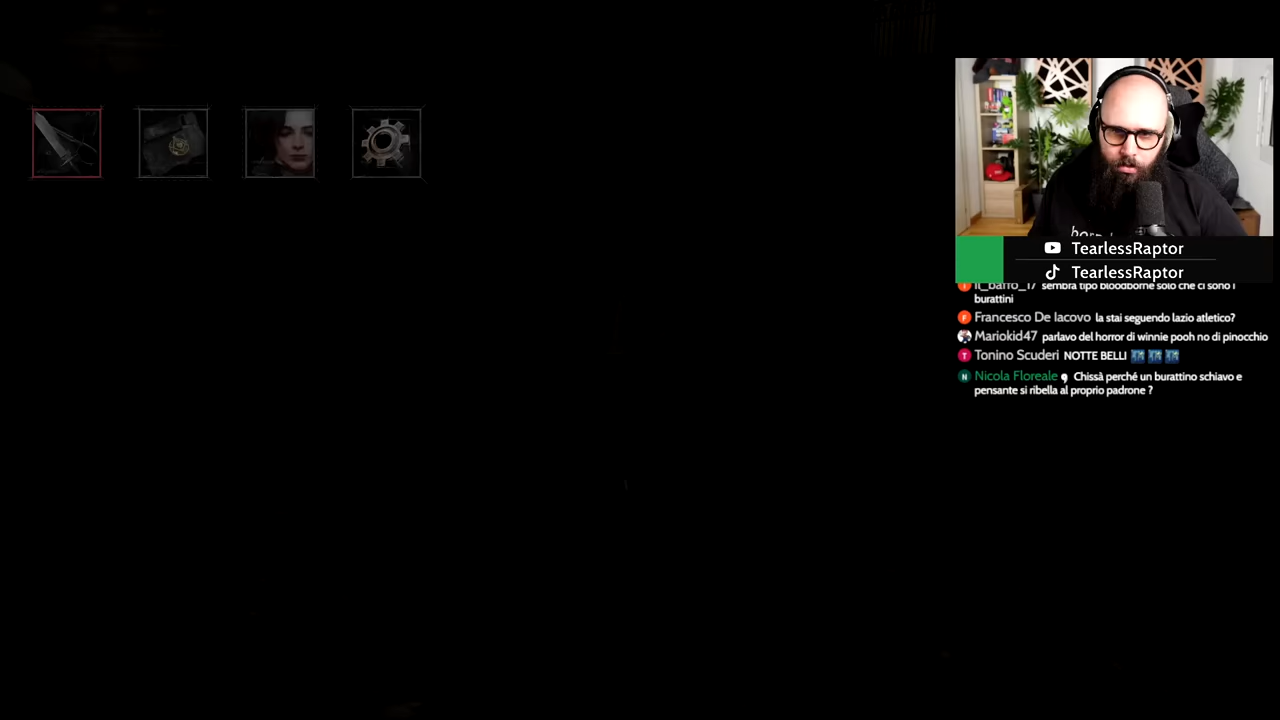 TearlessRaptor
TearlessRaptor
il_baffo_17 sembra tipo bloodborne solo che ci sono i
burattini
Francesco De Iacovo la stai seguendo lazio atletico?
Mariokid47 parlavo del horror di winnie pooh no di pinocchio
Tonino Scuderi NOTTE BELLI
Nicola Floreale Chissà perché un burattino schiavo e
pensante si ribella al proprio padrone ?